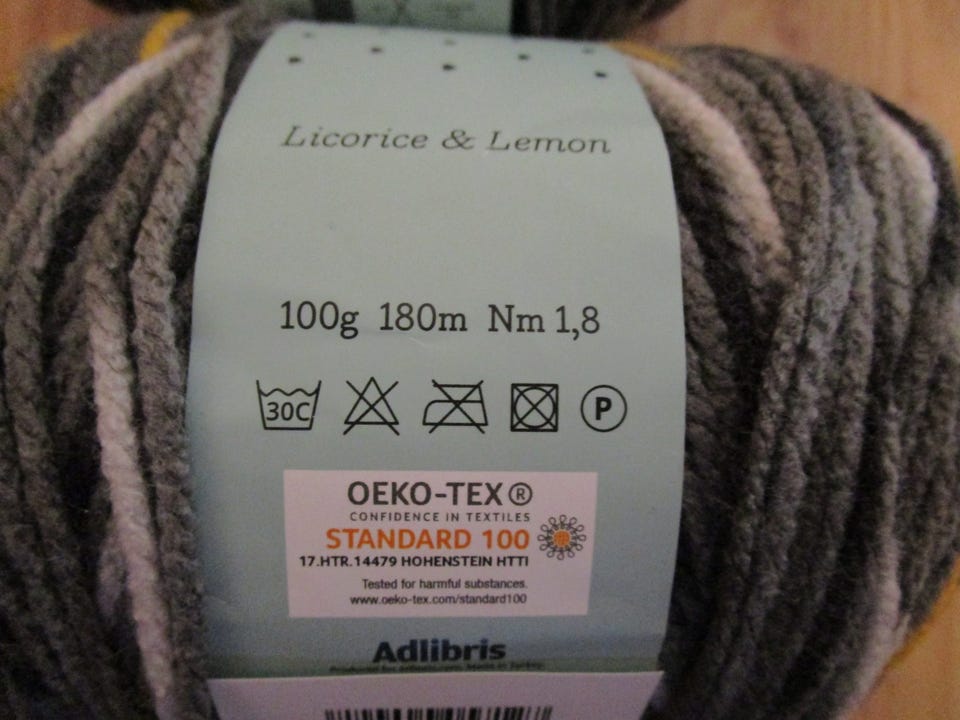 Licorice & Lemon
100g 180m Nm 1,8
30C P
OEKO-TEX®
CONFIDENCE IN TEXTILES
STANDARD 100
17.HTR.14479 HOHENSTEIN HTTI
Tested for harmful substances.
www.oeko-tex.com/standard100
Adlibris